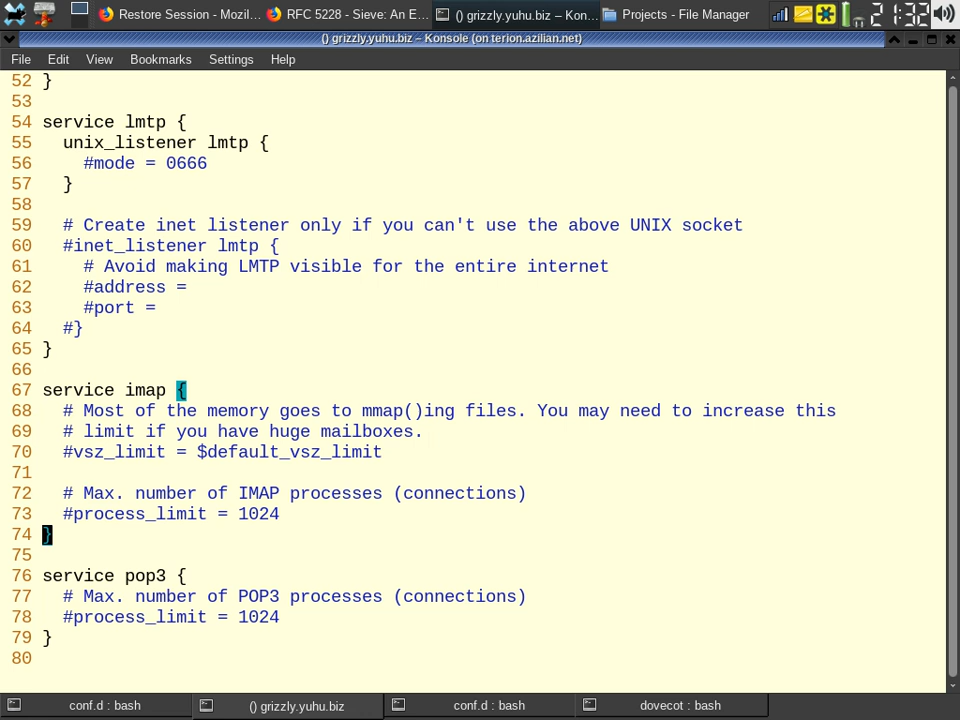 Restore Session - Mozil...
RFC 5228 - Sieve: An E...
() grizzly.yuhu.biz – Kon...
Projects - File Manager
21:32
() grizzly.yuhu.biz – Konsole (on terion.azilian.net)
File Edit View Bookmarks Settings Help
52 }
53
54 service lmtp {
55   unix_listener lmtp {
56     #mode = 0666
57   }
58
59   # Create inet listener only if you can't use the above UNIX socket
60   #inet_listener lmtp {
61     # Avoid making LMTP visible for the entire internet
62     #address =
63     #port =
64   #}
65 }
66
67 service imap {
68   # Most of the memory goes to mmap()ing files. You may need to increase this
69   # limit if you have huge mailboxes.
70   #vsz_limit = $default_vsz_limit
71
72   # Max. number of IMAP processes (connections)
73   #process_limit = 1024
74 }
75
76 service pop3 {
77   # Max. number of POP3 processes (connections)
78   #process_limit = 1024
79 }
80
conf.d : bash
() grizzly.yuhu.biz
conf.d : bash
dovecot : bash